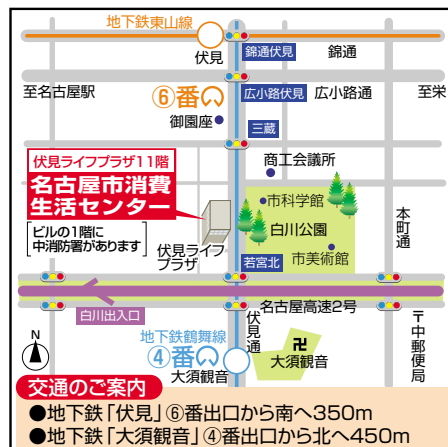 地下鉄東山線
伏見
錦通伏見
錦通
至名古屋駅
⑥番
広小路伏見
広小路通
至栄
御園座
三蔵
商工会議所
伏見ライフプラザ11階
名古屋市消費
生活センター
ビルの1階に
中消防署があります
伏見ライフ
プラザ
市科学館
白川公園
市美術館
本町通
若宮北
名古屋高速2号
白川出入口
N
地下鉄鶴舞線
④番
大須観音
伏見通
卍
大須観音
〒中郵便局
交通のご案内
●地下鉄「伏見」⑥番出口から南へ350m
●地下鉄「大須観音」④番出口から北へ450m